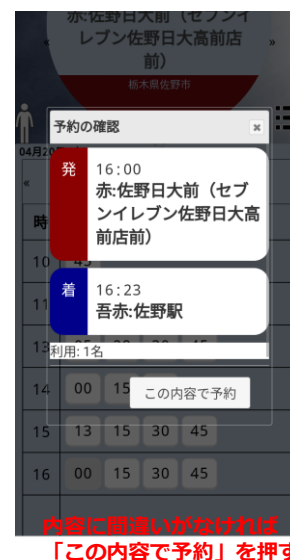 赤:佐野日大前（セブンイ
レブン佐野日大高前店
前）
«
»
栃木県佐野市
予約の確認
04月20
発
16:00
赤:佐野日大前（セブ
ンイレブン佐野日大高
前店前）
着
16:23
吾赤:佐野駅
利用: 1名
この内容で予約
«
時
10 45
11
13
14 00 15
15 13 15 30 45
16 00 15 30 45
内容に間違いがなければ
「この内容で予約」を押す